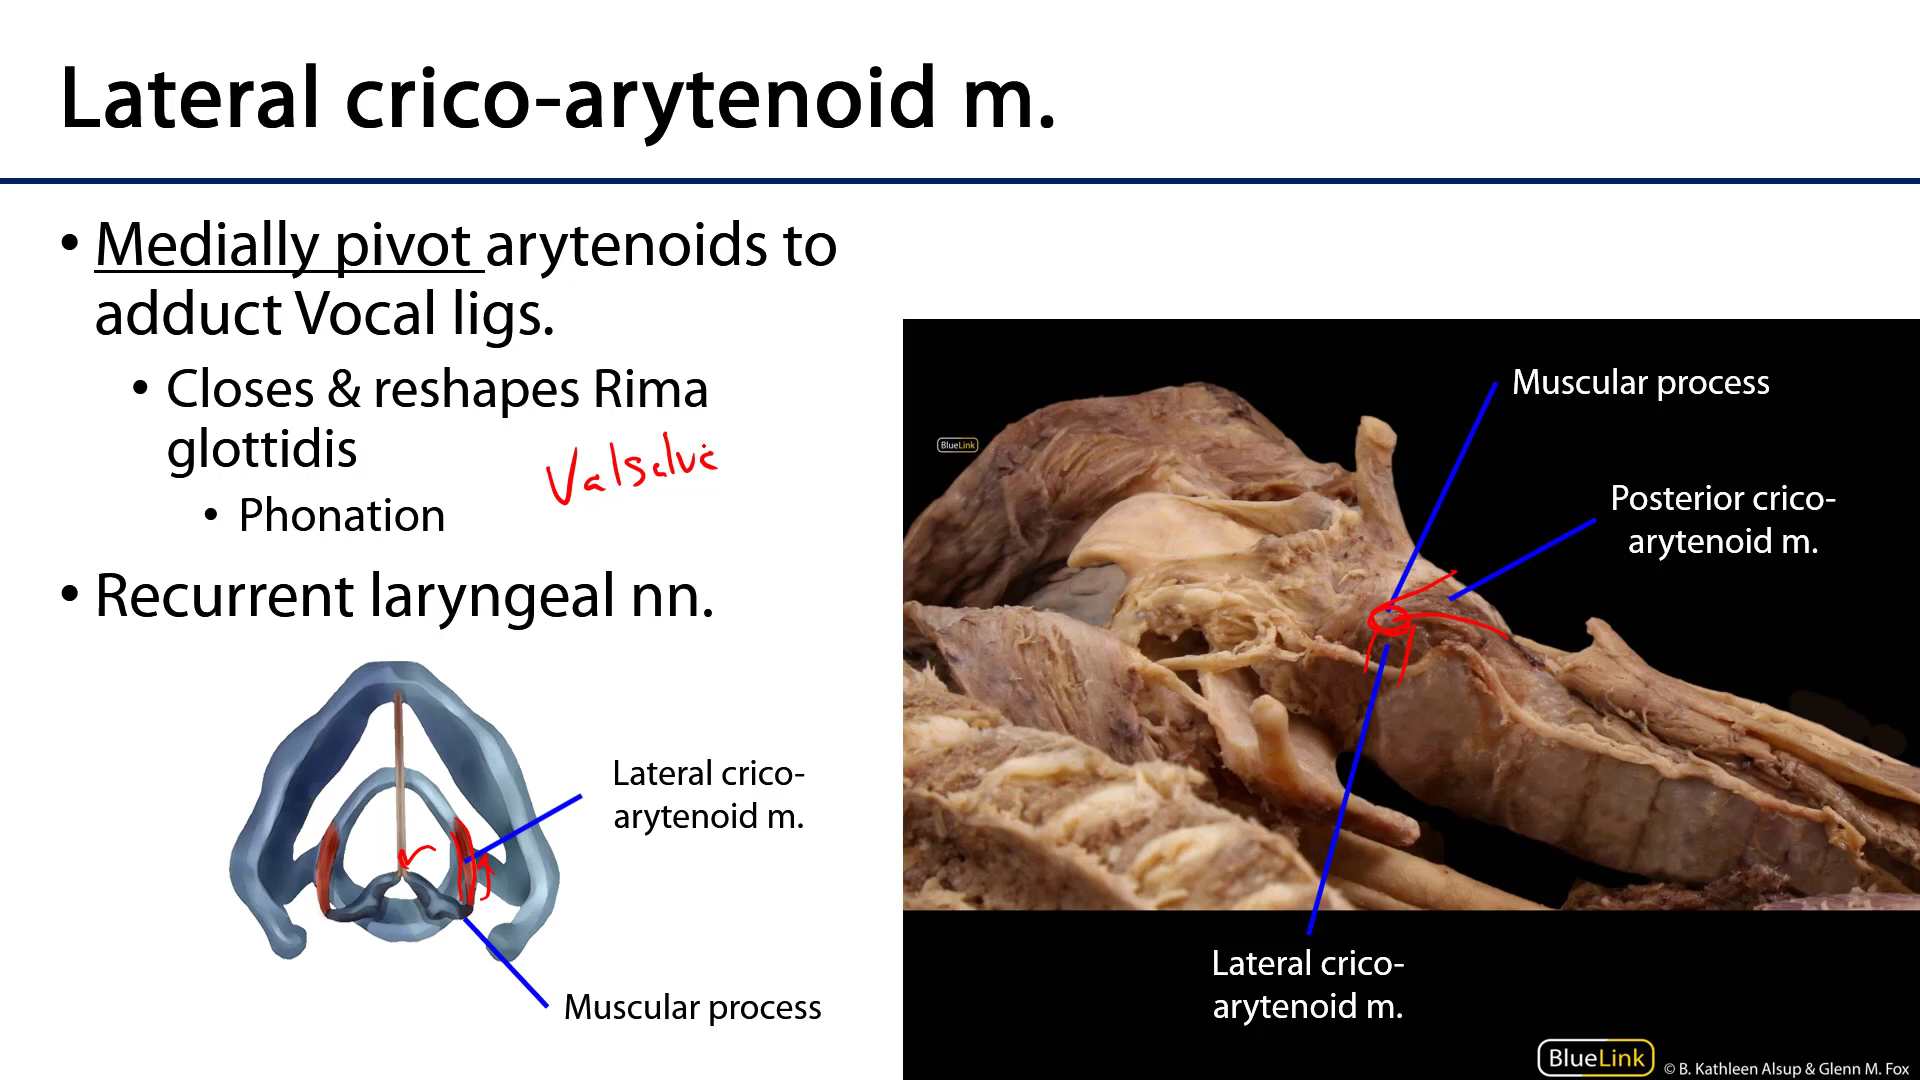 Lateral crico-arytenoid m.
• Medially pivot arytenoids to
adduct Vocal ligs.
• Closes & reshapes Rima
glottidis
Valsalva
• Phonation
• Recurrent laryngeal nn.
Lateral crico-
arytenoid m.
Muscular process
BlueLink
Muscular process
Posterior crico-
arytenoid m.
Lateral crico-
arytenoid m.
BlueLink
© B. Kathleen Alsup & Glenn M. Fox